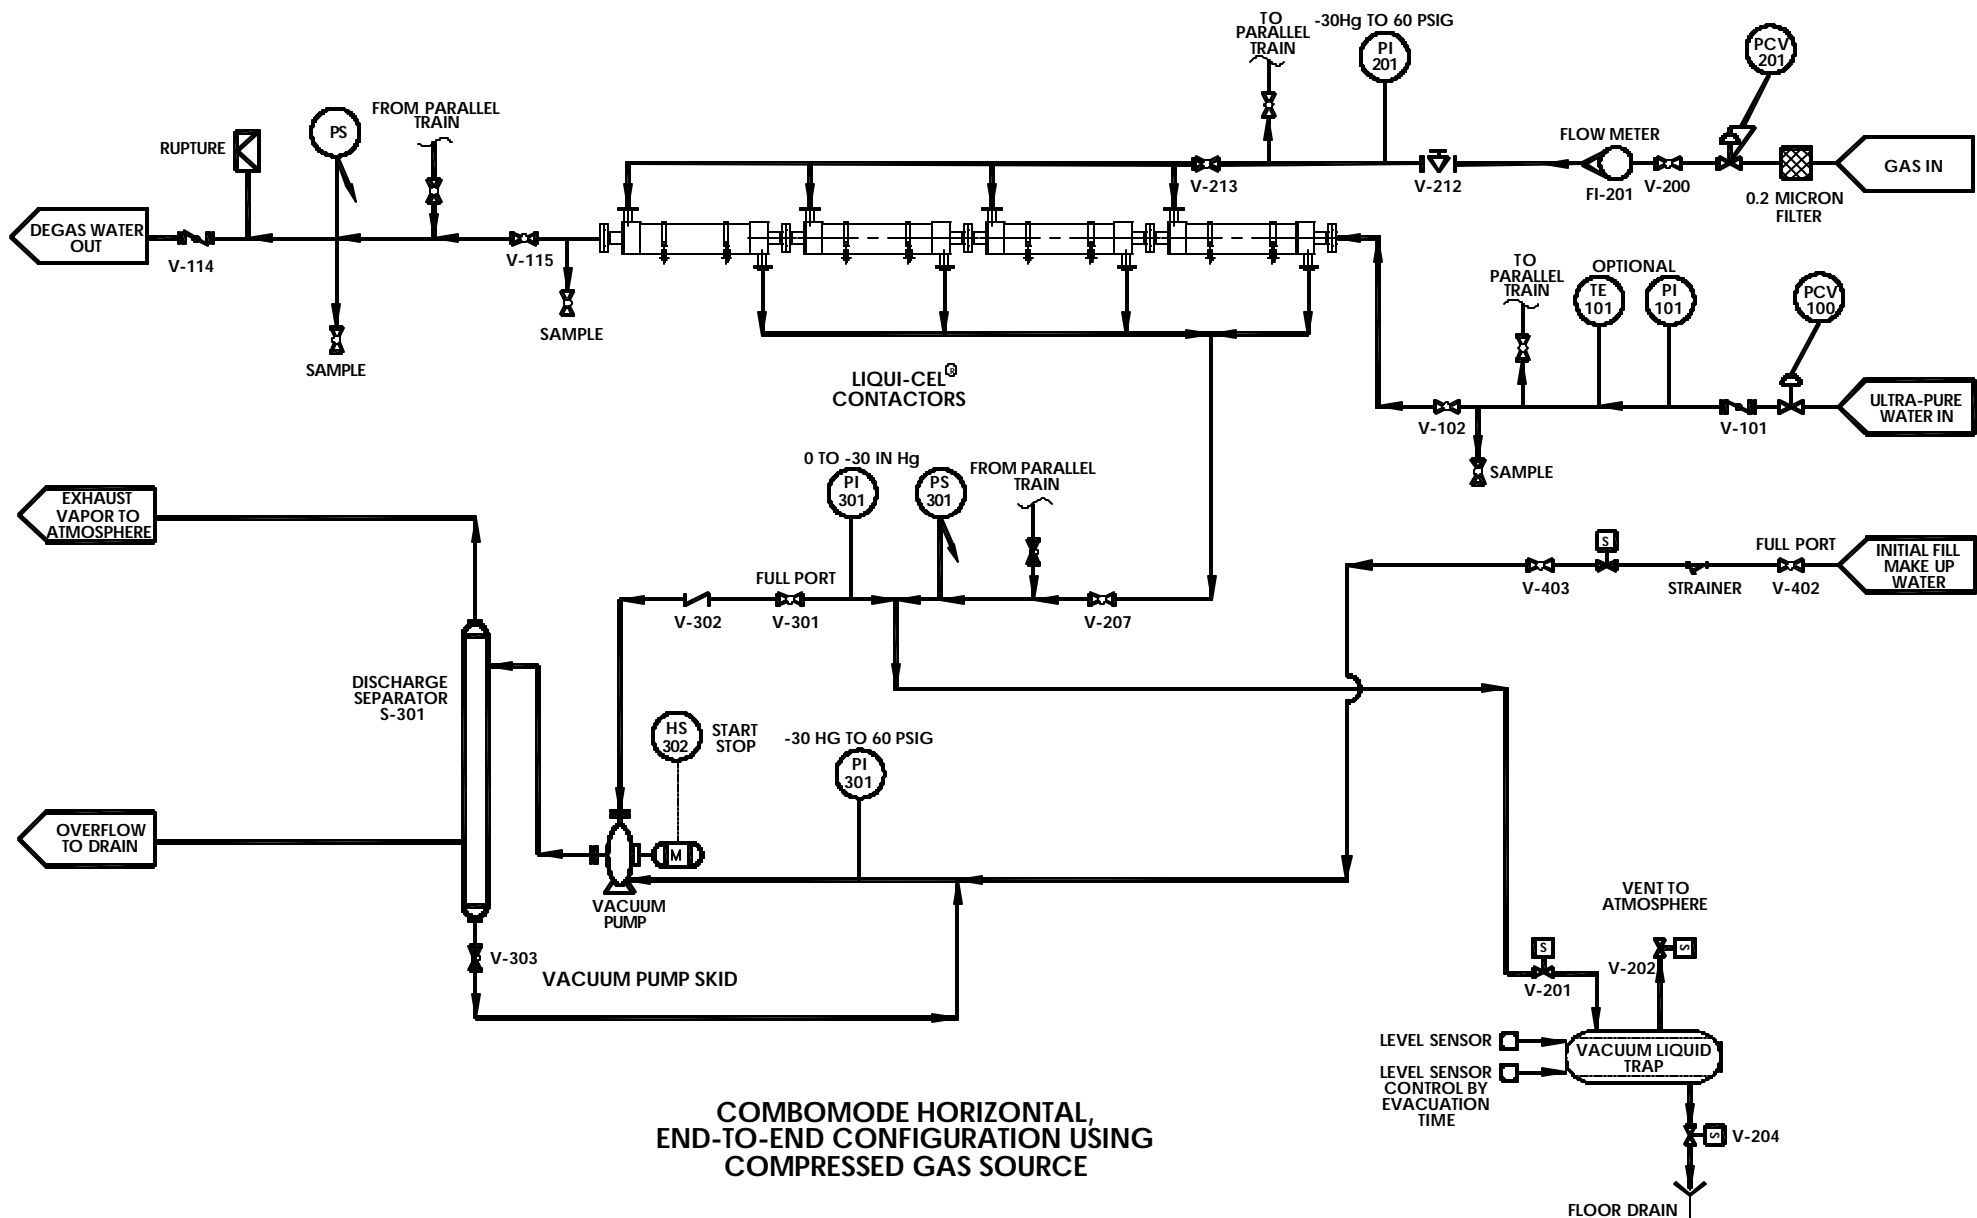 TO
PARALLEL
TRAIN
-30Hg TO 60 PSIG
PI
201
PCV
201
RUPTURE
PS
FROM PARALLEL
TRAIN
FLOW METER
V-213
V-212
FI-201
V-200
0.2 MICRON
FILTER
GAS IN
DEGAS WATER
OUT
V-114
V-115
SAMPLE
SAMPLE
TO
PARALLEL
TRAIN
OPTIONAL
TE
101
PI
101
PCV
100
LIQUI-CEL®
CONTACTORS
V-102
V-101
ULTRA-PURE
WATER IN
SAMPLE
0 TO -30 IN Hg
PI
301
PS
301
FROM PARALLEL
TRAIN
EXHAUST
VAPOR TO
ATMOSPHERE
FULL PORT
V-302
V-301
V-207
S
FULL PORT
V-403
STRAINER
V-402
INITIAL FILL
MAKE UP
WATER
DISCHARGE
SEPARATOR
S-301
HS
302
START
STOP
-30 HG TO 60 PSIG
PI
301
OVERFLOW
TO DRAIN
M
VACUUM
PUMP
V-303
VACUUM PUMP SKID
VENT TO
ATMOSPHERE
S
V-201
V-202
S
LEVEL SENSOR
LEVEL SENSOR
CONTROL BY
EVACUATION
TIME
VACUUM LIQUID
TRAP
S
V-204
FLOOR DRAIN
COMBOMODE HORIZONTAL,
END-TO-END CONFIGURATION USING
COMPRESSED GAS SOURCE